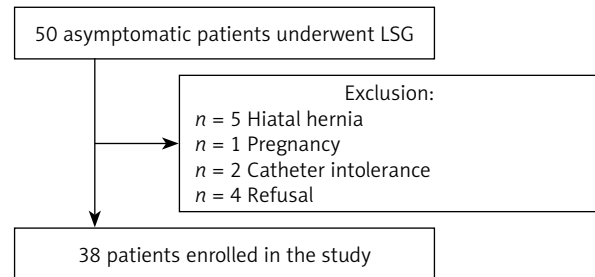 50 asymptomatic patients underwent LSG
Exclusion:
n = 5 Hiatal hernia
n = 1 Pregnancy
n = 2 Catheter intolerance
n = 4 Refusal
38 patients enrolled in the study